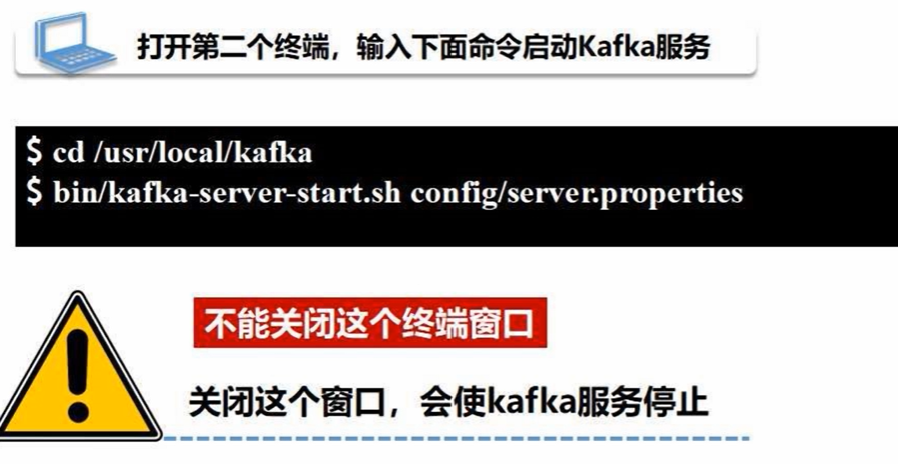 打开第二个终端，输入下面命令启动Kafka服务
$ cd /usr/local/kafka
$ bin/kafka-server-start.sh config/server.properties
不能关闭这个终端窗口
关闭这个窗口，会使kafka服务停止